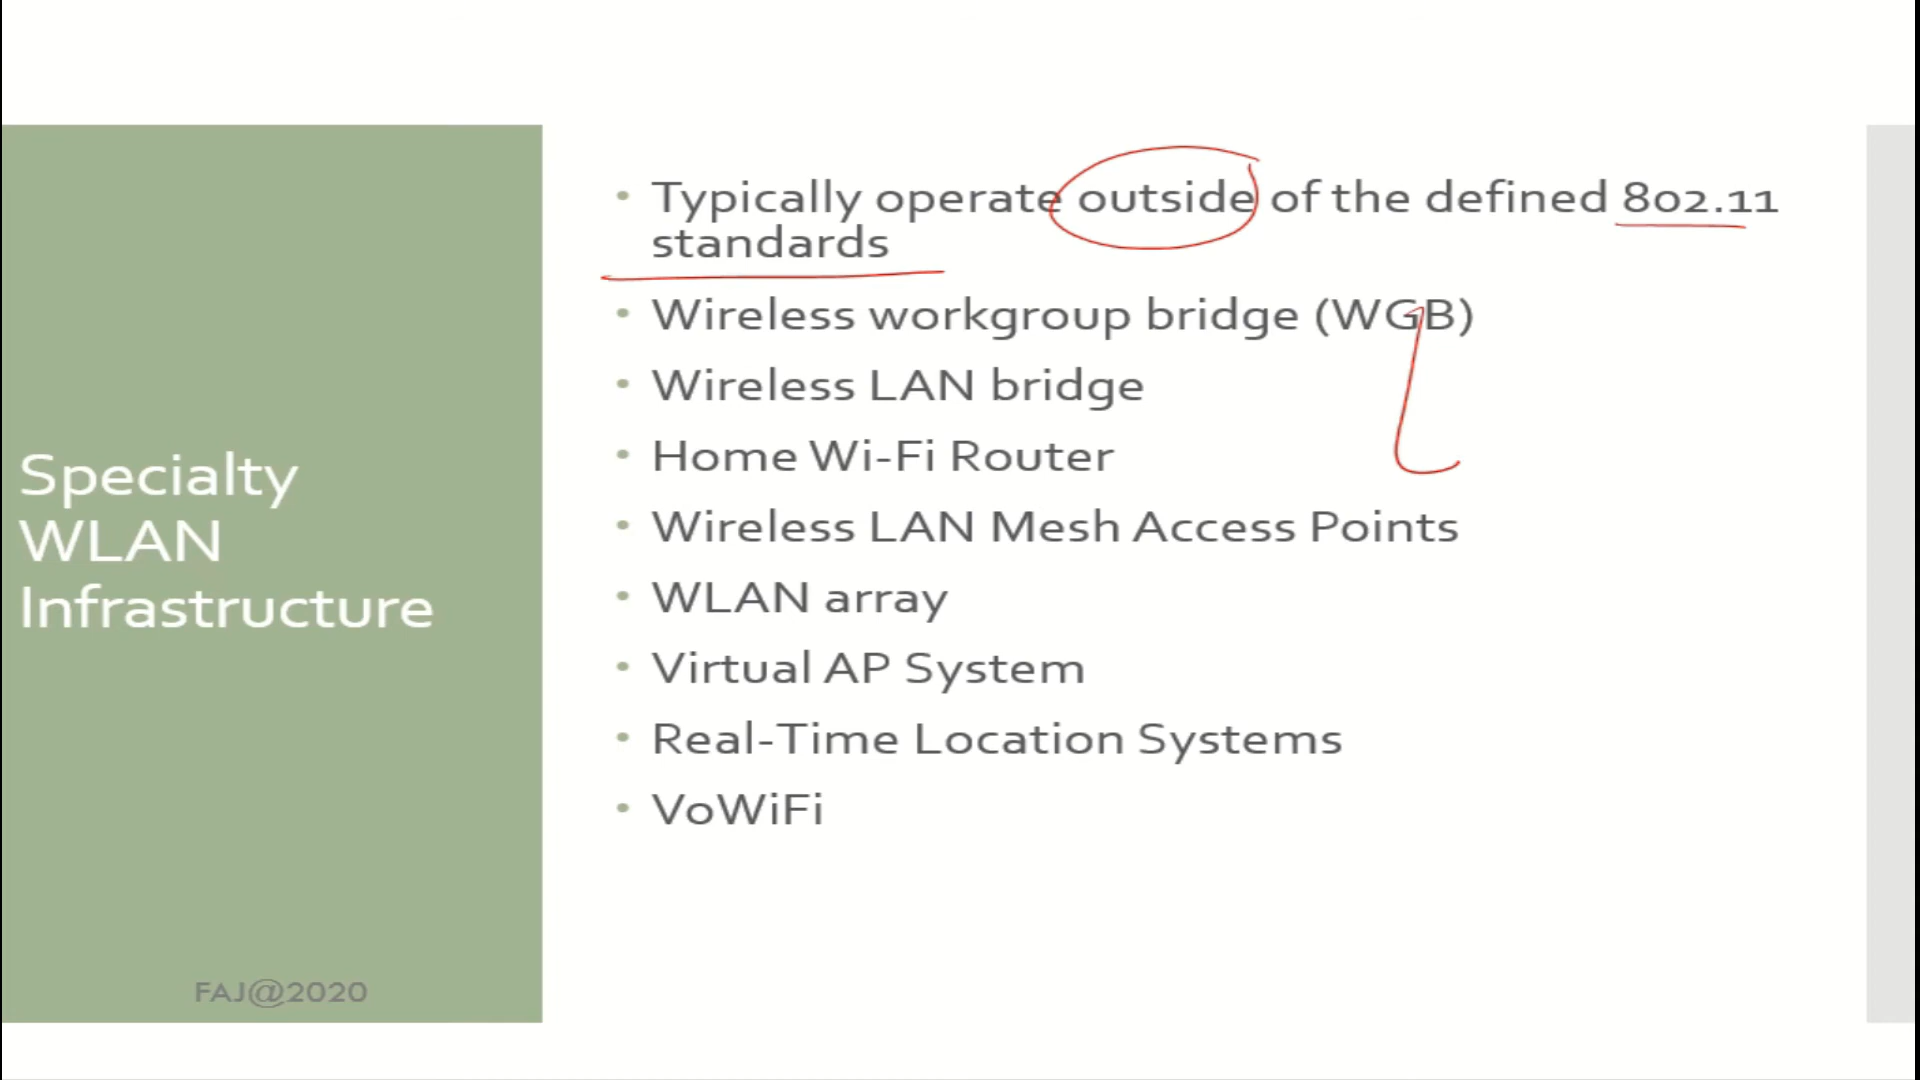 Specialty
WLAN
Infrastructure
• Typically operate outside of the defined 802.11
standards
• Wireless workgroup bridge (WGB)
• Wireless LAN bridge
• Home Wi-Fi Router
• Wireless LAN Mesh Access Points
• WLAN array
• Virtual AP System
• Real-Time Location Systems
• VoWiFi
FAJ@2020